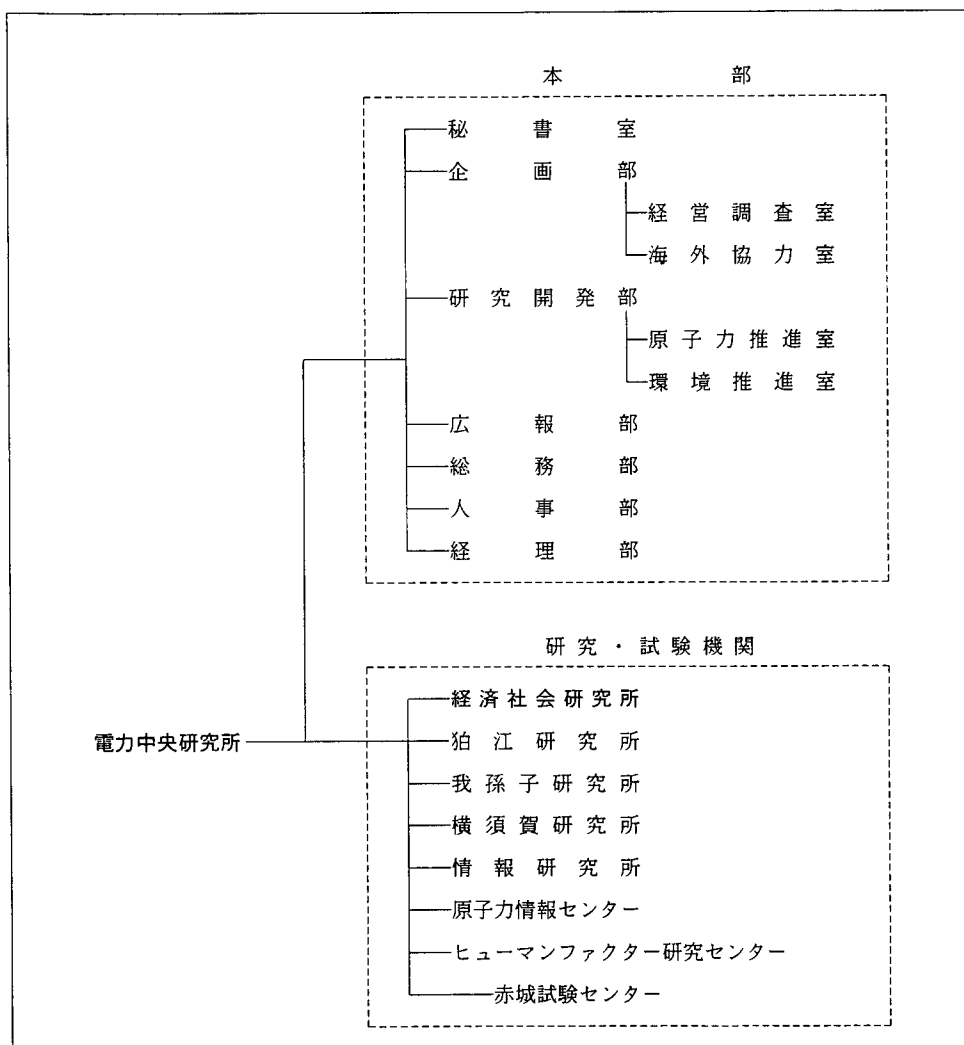 本部
秘書室
企画部
経営調査室
海外協力室
研究開発部
原子力推進室
環境推進室
広報部
総務部
人事部
経理部
研究・試験機関
経済社会研究所
電力中央研究所
狛江研究所
我孫子研究所
横須賀研究所
情報研究所
原子力情報センター
ヒューマンファクター研究センター
赤城試験センター